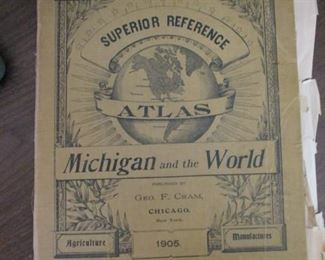 SUPERIOR REFERENCE
ATLAS
Michigan and the World
PUBLISHED BY
GEO. F. CRAM,
CHICAGO.
New York.
Agriculture
1905
Manufactures